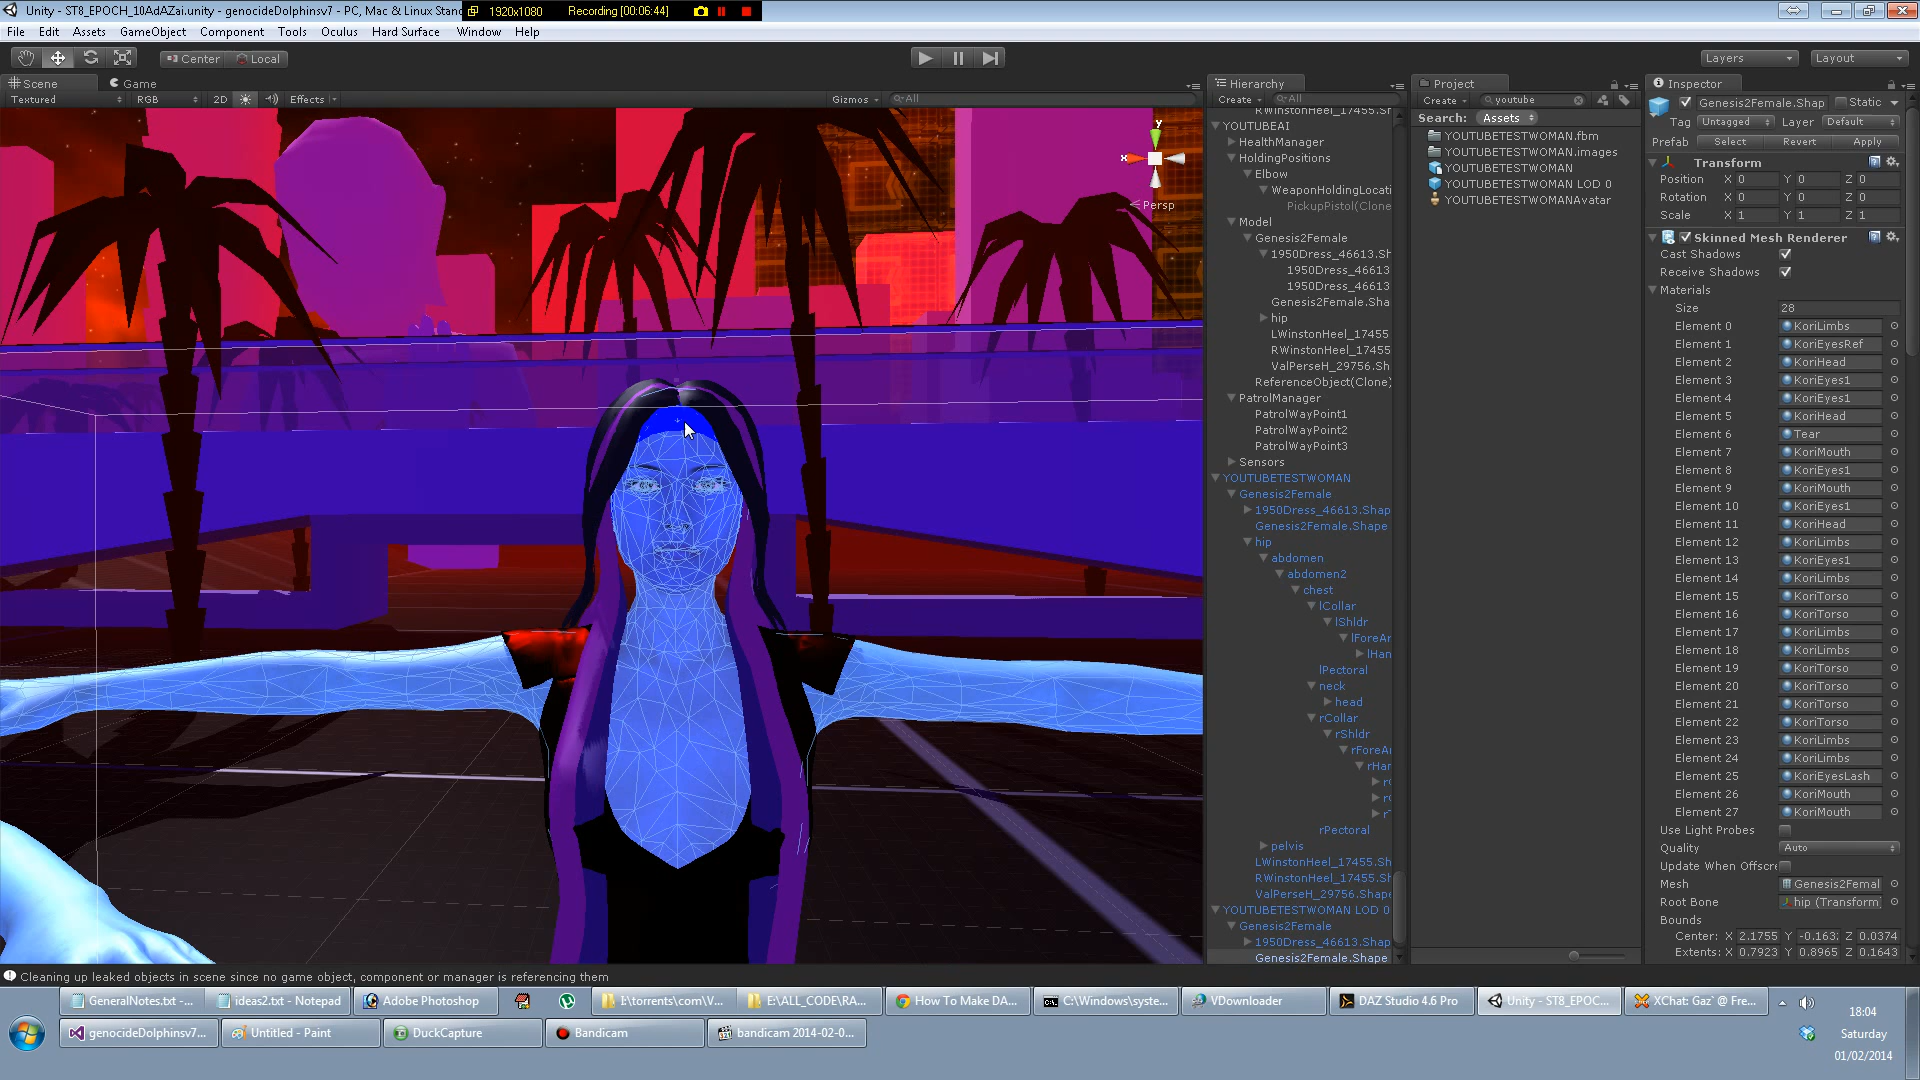 Unity - ST8_EPOCH_10AdAZai.unity - genocideDolphinsv7 - PC, Mac & Linux Stanc
1920x1080 Recording [00:06:44]
File Edit Assets GameObject Component Tools Oculus Hard Surface Window Help
Center Local
Layers Layout
Scene Game
Textured RGB 2D Effects Gizmos All
y
x
Persp
Hierarchy
Create All
RWinstonHeel_17455.Sh
YOUTUBEAI
HealthManager
HoldingPositions
Elbow
WeaponHoldingLocati
PickupPistol(Clone
Model
Genesis2Female
1950Dress_46613.Sh
1950Dress_46613
1950Dress_46613
Genesis2Female.Sha
hip
LWinstonHeel_17455
RWinstonHeel_17455
ValPerseH_29756.Sh
ReferenceObject(Clone)
PatrolManager
PatrolWayPoint1
PatrolWayPoint2
PatrolWayPoint3
Sensors
YOUTUBETESTWOMAN
Genesis2Female
1950Dress_46613.Shap
Genesis2Female.Shape
hip
abdomen
abdomen2
chest
lCollar
lShldr
lForeAr
lHan
lPectoral
neck
head
rCollar
rShldr
rForeAr
rHar
rPectoral
pelvis
LWinstonHeel_17455.Sh
RWinstonHeel_17455.Sh
ValPerseH_29756.Shape
YOUTUBETESTWOMAN LOD 0
Genesis2Female
1950Dress_46613.Shap
Genesis2Female.Shape
Project
Create youtube
Search: Assets
YOUTUBETESTWOMAN.fbm
YOUTUBETESTWOMAN.images
YOUTUBETESTWOMAN
YOUTUBETESTWOMAN LOD 0
YOUTUBETESTWOMANAvatar
Inspector
Genesis2Female.Shap Static
Tag Untagged Layer Default
Prefab Select Revert Apply
Transform
Position X 0 Y 0 Z 0
Rotation X 0 Y 0 Z 0
Scale X 1 Y 1 Z 1
Skinned Mesh Renderer
Cast Shadows
Receive Shadows
Materials
Size 28
Element 0 KoriLimbs
Element 1 KoriEyesRef
Element 2 KoriHead
Element 3 KoriEyes1
Element 4 KoriEyes1
Element 5 KoriHead
Element 6 Tear
Element 7 KoriMouth
Element 8 KoriEyes1
Element 9 KoriMouth
Element 10 KoriEyes1
Element 11 KoriHead
Element 12 KoriLimbs
Element 13 KoriEyes1
Element 14 KoriLimbs
Element 15 KoriTorso
Element 16 KoriTorso
Element 17 KoriLimbs
Element 18 KoriLimbs
Element 19 KoriTorso
Element 20 KoriTorso
Element 21 KoriTorso
Element 22 KoriTorso
Element 23 KoriLimbs
Element 24 KoriLimbs
Element 25 KoriEyesLash
Element 26 KoriMouth
Element 27 KoriMouth
Use Light Probes
Quality Auto
Update When Offscre
Mesh Genesis2Femal
Root Bone hip (Transform)
Bounds
Center: X 2.1755 Y -0.163 Z 0.0374
Extents: X 0.7923 Y 0.8965 Z 0.1643
Cleaning up leaked objects in scene since no game object, component or manager is referencing them
GeneralNotes.txt -... ideas2.txt - Notepad Adobe Photoshop I:\torrents\com\V... E:\ALL_CODE\RA... How To Make DA... C:\Windows\syste... VDownloader DAZ Studio 4.6 Pro Unity - ST8_EPOC... XChat: Gaz` @ Fre...
genocideDolphinsv7... Untitled - Paint DuckCapture Bandicam bandicam 2014-02-0...
18:04
Saturday
01/02/2014